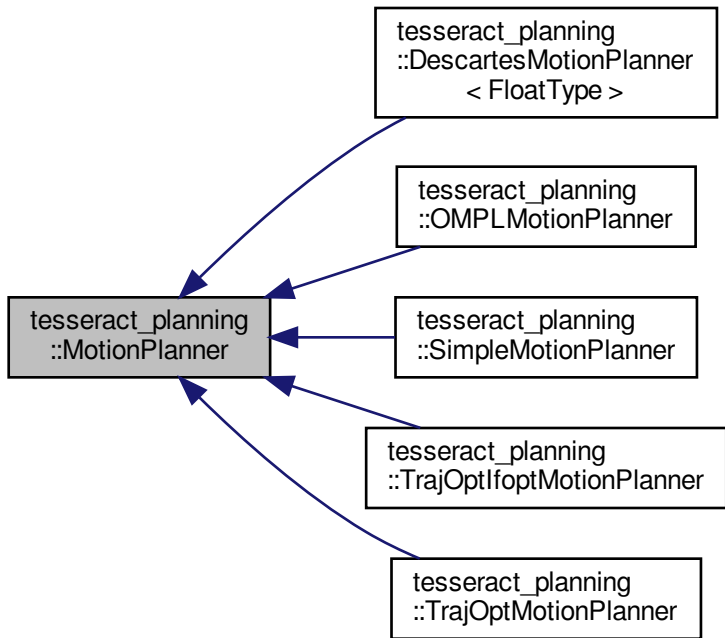 tesseract_planning
::DescartesMotionPlanner
< FloatType >
tesseract_planning
::OMPLMotionPlanner
tesseract_planning
::MotionPlanner
tesseract_planning
::SimpleMotionPlanner
tesseract_planning
::TrajOptIfoptMotionPlanner
tesseract_planning
::TrajOptMotionPlanner